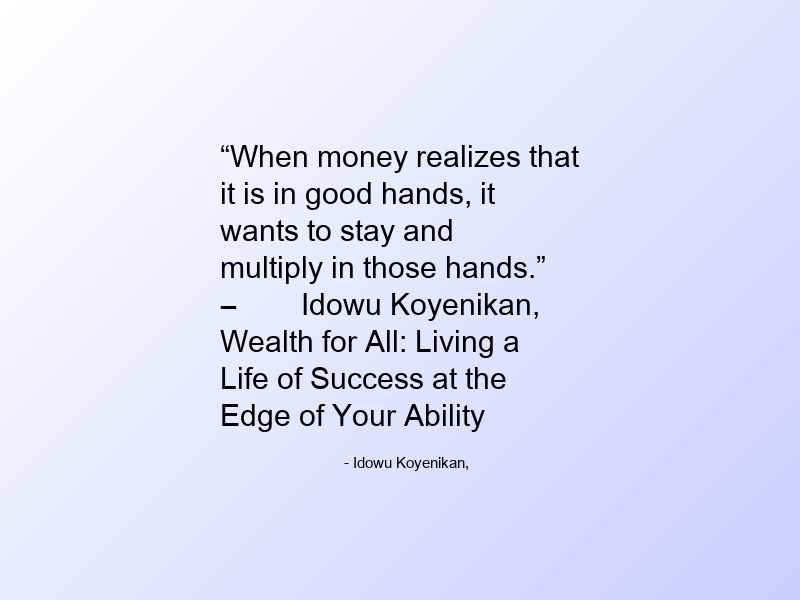 “When money realizes that
it is in good hands, it
wants to stay and
multiply in those hands.”
―        Idowu Koyenikan,
Wealth for All: Living a
Life of Success at the
Edge of Your Ability
- Idowu Koyenikan,